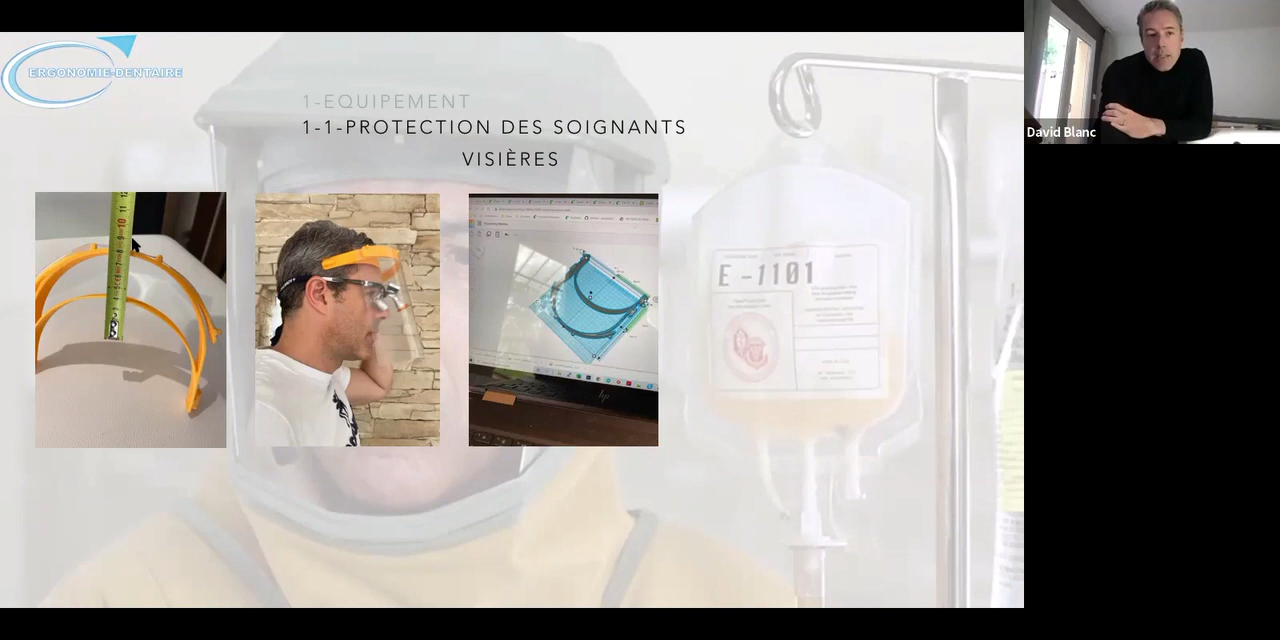 ERGONOMIE-DENTAIRE
1-EQUIPEMENT
1-1-PROTECTION DES SOIGNANTS
VISIÈRES
E -1101
David Blanc